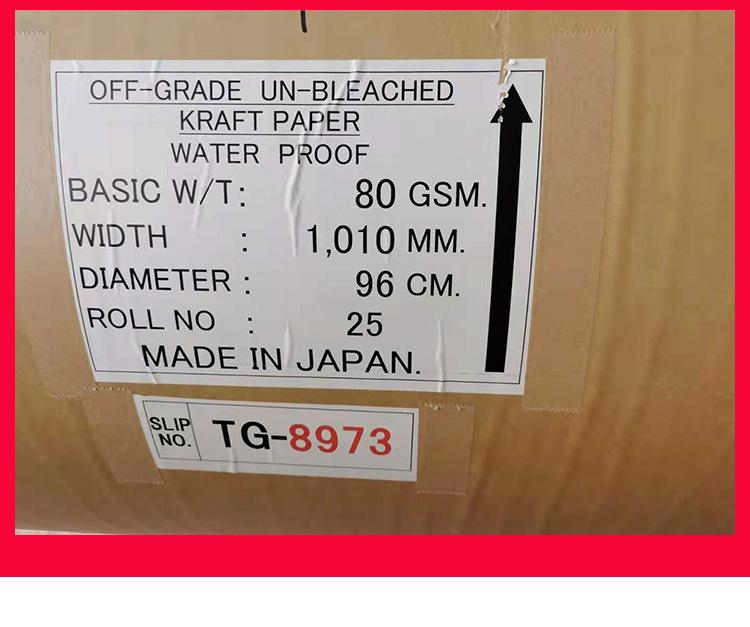 OFF-GRADE UN-BLEACHED
KRAFT PAPER
WATER PROOF
BASIC W/T: 80 GSM.
WIDTH : 1,010 MM.
DIAMETER : 96 CM.
ROLL NO : 25
MADE IN JAPAN.
SLIP NO. TG-8973